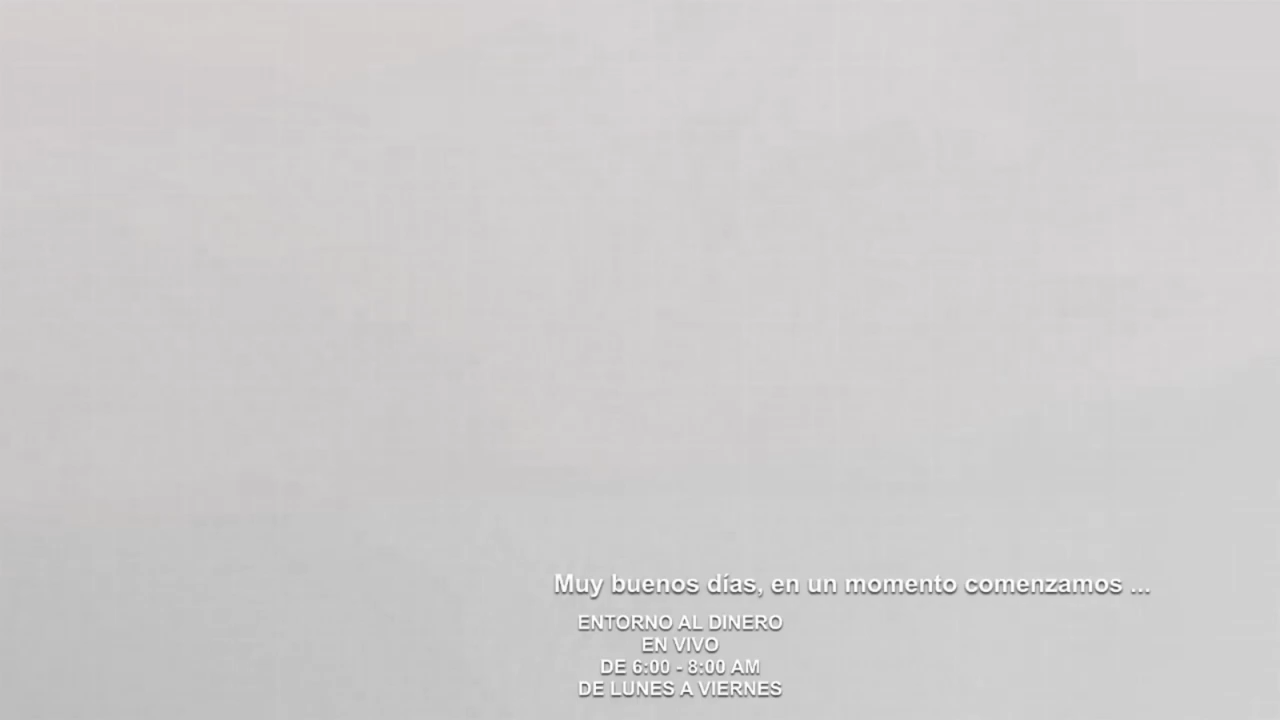 Muy buenos días, en un momento comenzamos ...
ENTORNO AL DINERO
EN VIVO
DE 6:00 - 8:00 AM
DE LUNES A VIERNES